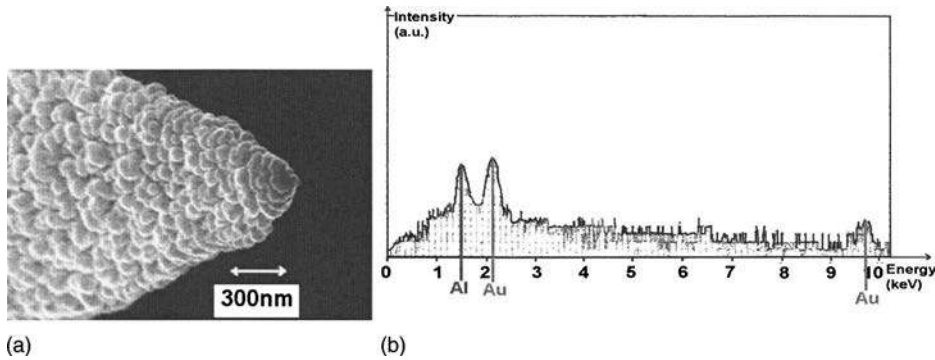 300nm
(a)
Intensity
(a.u.)
0 1 2 3 4 5 6 7 8 9 10 Energy
(keV)
Al Au Au
(b)